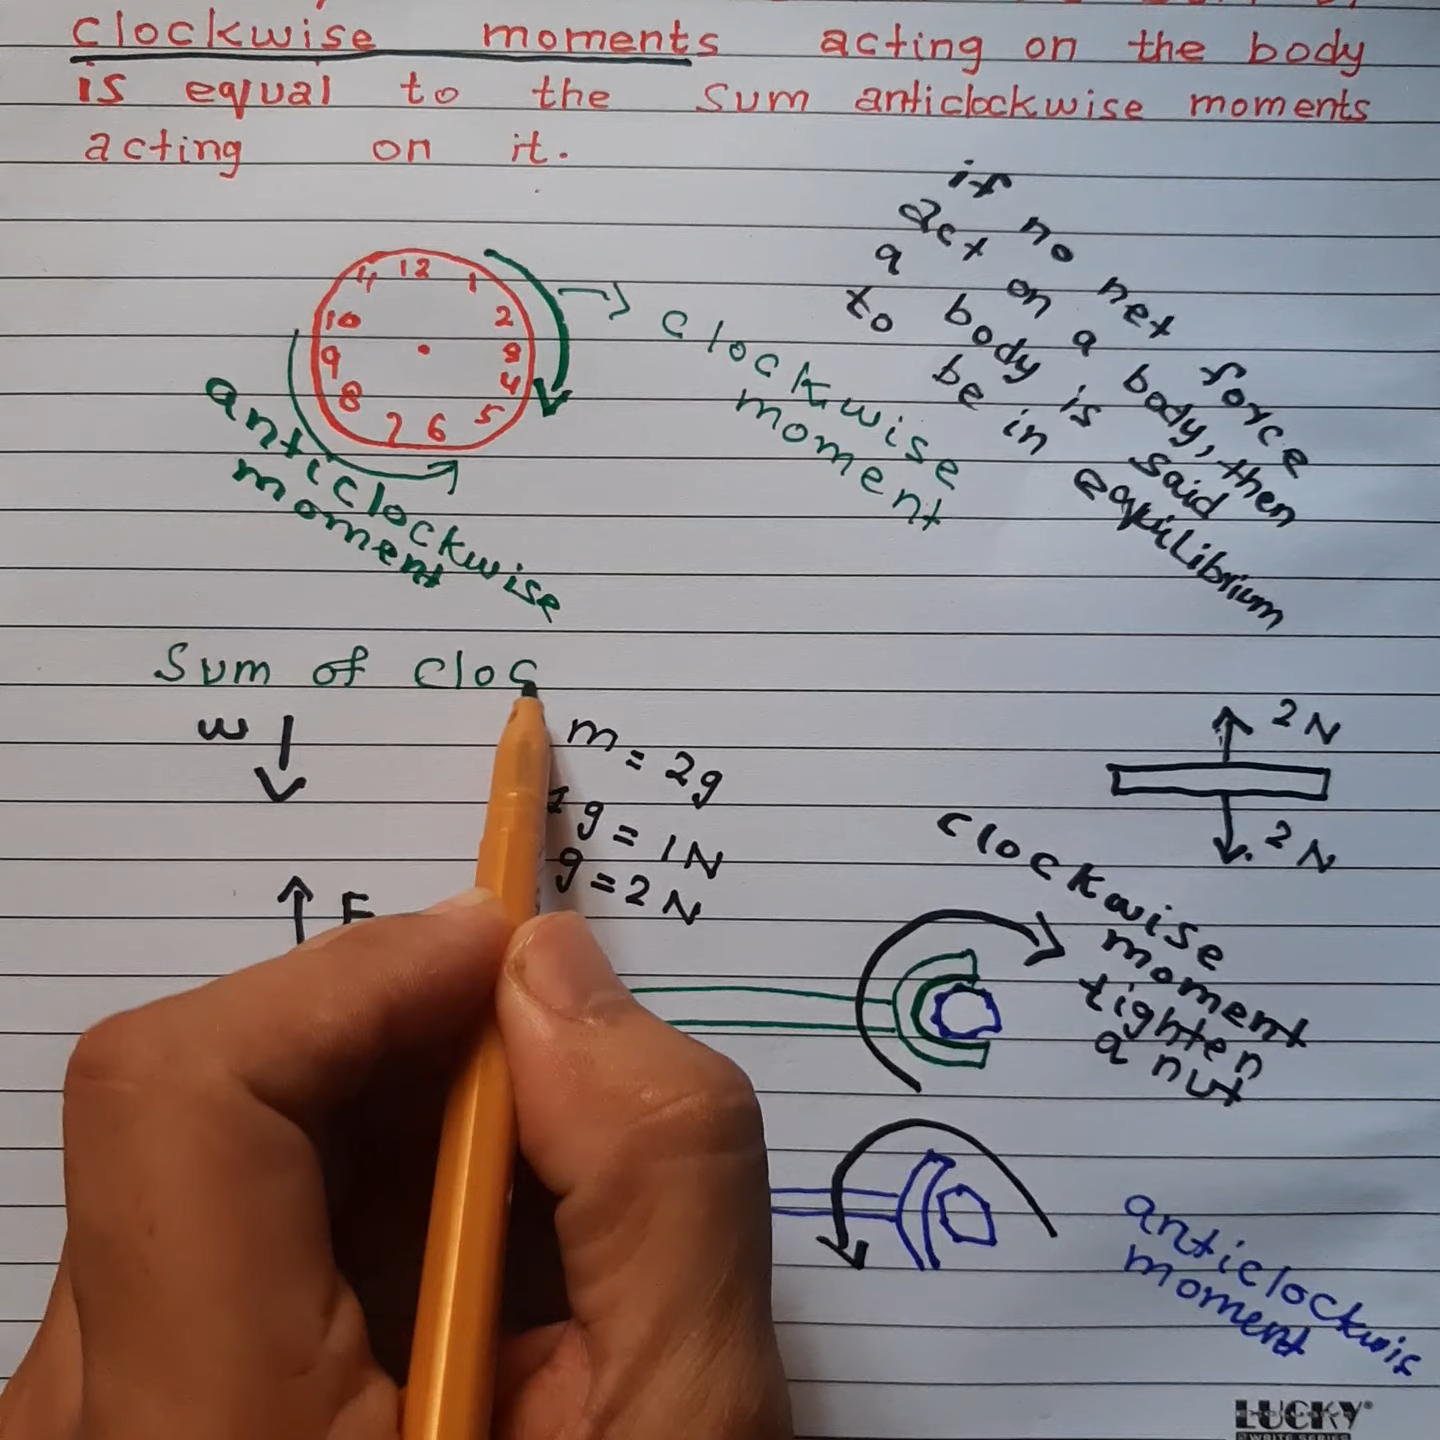 clockwise moments acting on the body
is equal to the sum anticlockwise moments
acting on it.
if no net force
act on a body, then
a body is said
to be in equilibrium
11 12 1
10 2
9 3
8 4
7 6 5
clockwise
moment
anticlockwise
moment
Sum of cloc
w
m = 2g
g = 1N
g = 2N
F
2N
2N
clockwise
moment
tighten
a nut
anticlockwis
moment
LUCKY